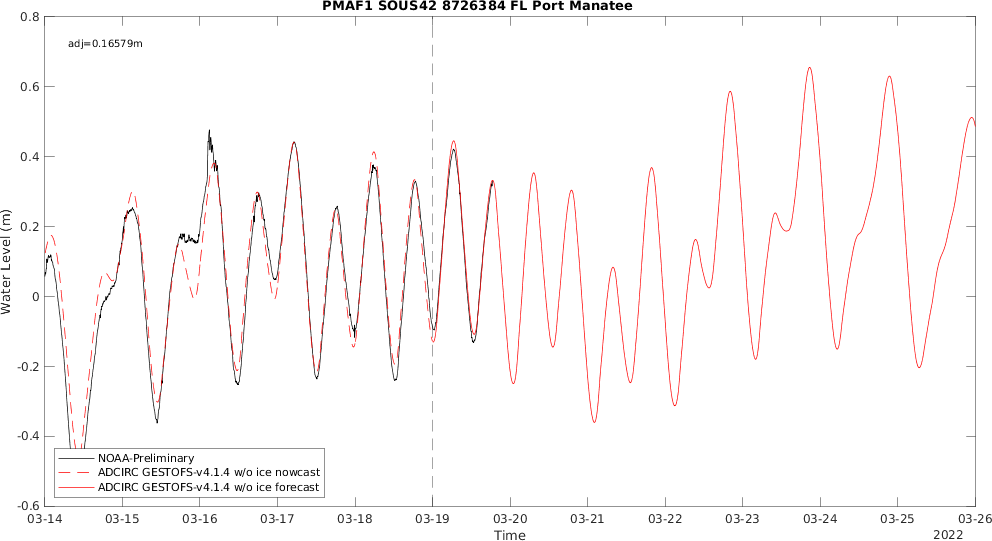 PMAF1 SOUS42 8726384 FL Port Manatee
adj=0.16579m
Water Level (m)
0.8
0.6
0.4
0.2
0
-0.2
-0.4
-0.6
NOAA-Preliminary
ADCIRC GESTOFS-v4.1.4 w/o ice nowcast
ADCIRC GESTOFS-v4.1.4 w/o ice forecast
03-14 03-15 03-16 03-17 03-18 03-19 03-20 03-21 03-22 03-23 03-24 03-25 03-26
Time
2022